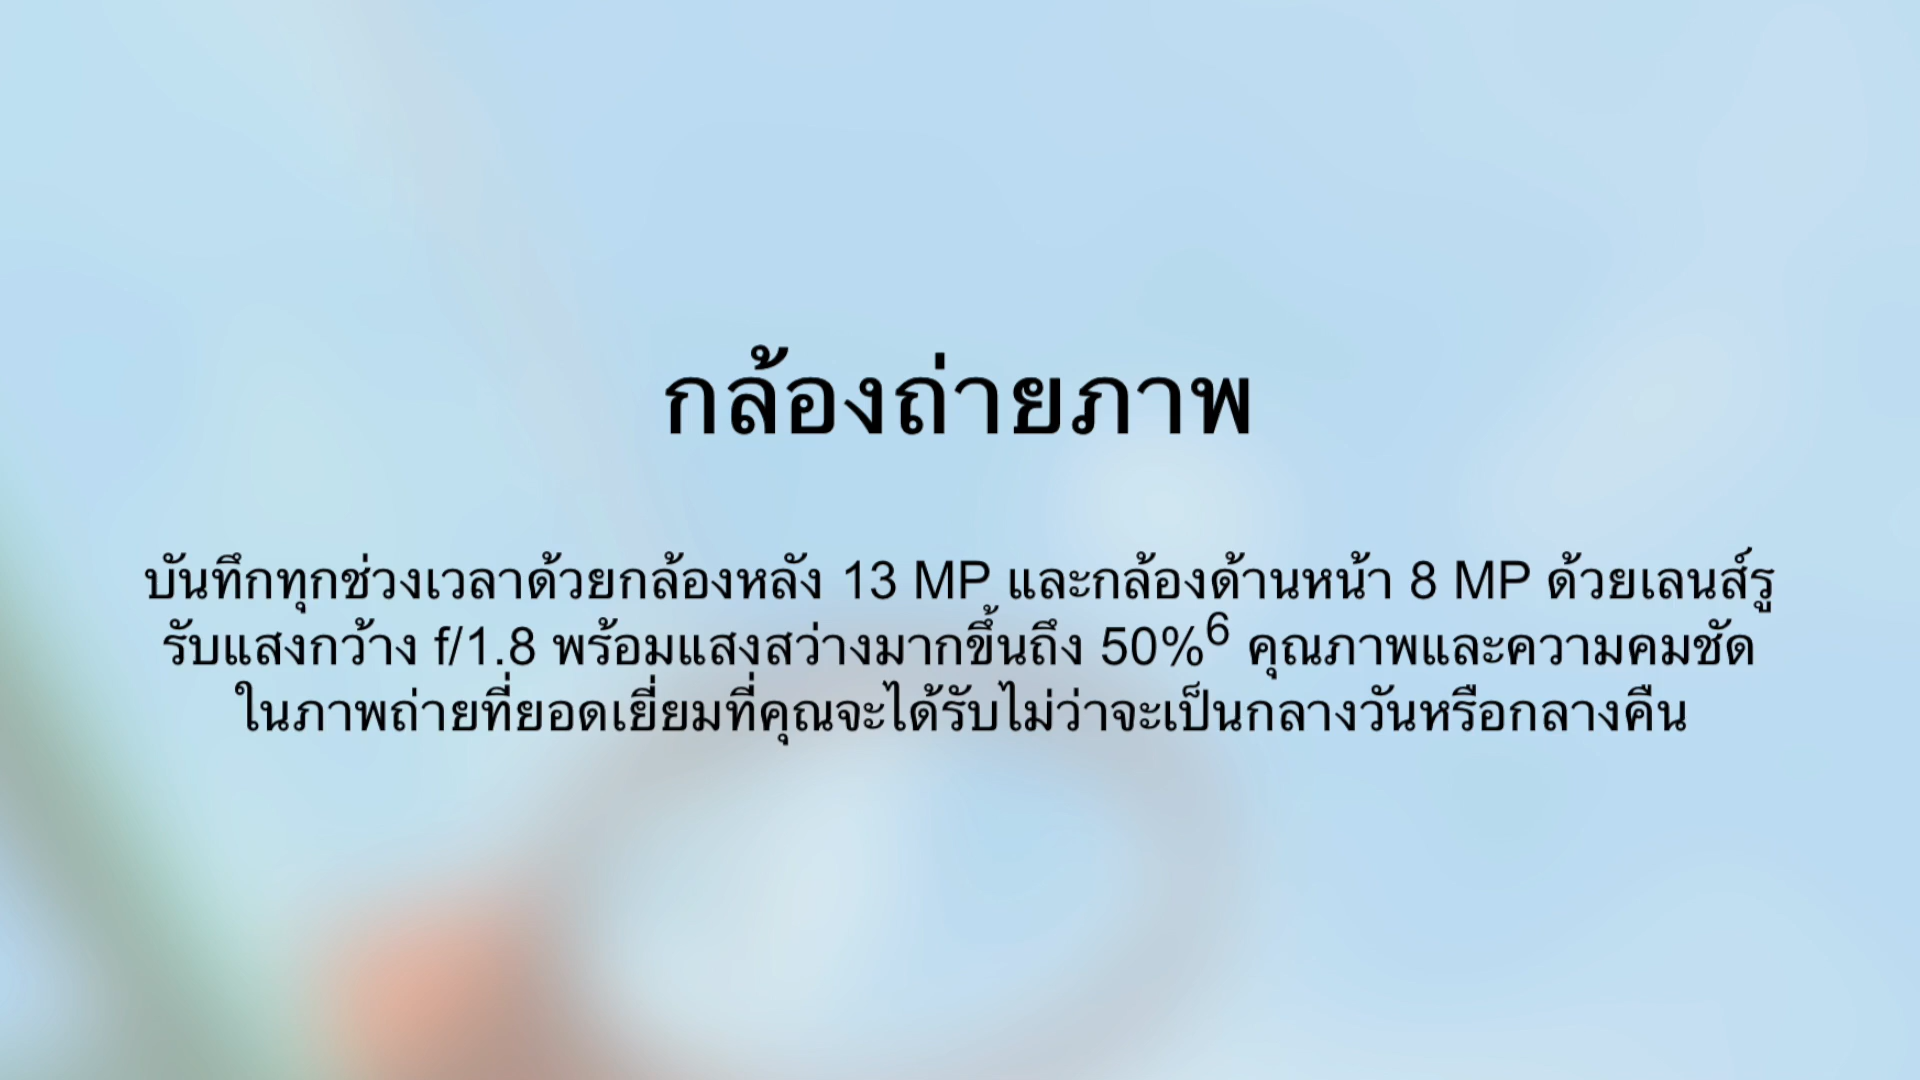 กล้องถ่ายภาพ
บันทึกทุกช่วงเวลาด้วยกล้องหลัง 13 MP และกล้องด้านหน้า 8 MP ด้วยเลนส์รู
รับแสงกว้าง f/1.8 พร้อมแสงสว่างมากขึ้นถึง 50%⁶ คุณภาพและความคมชัด
ในภาพถ่ายที่ยอดเยี่ยมที่คุณจะได้รับไม่ว่าจะเป็นกลางวันหรือกลางคืน